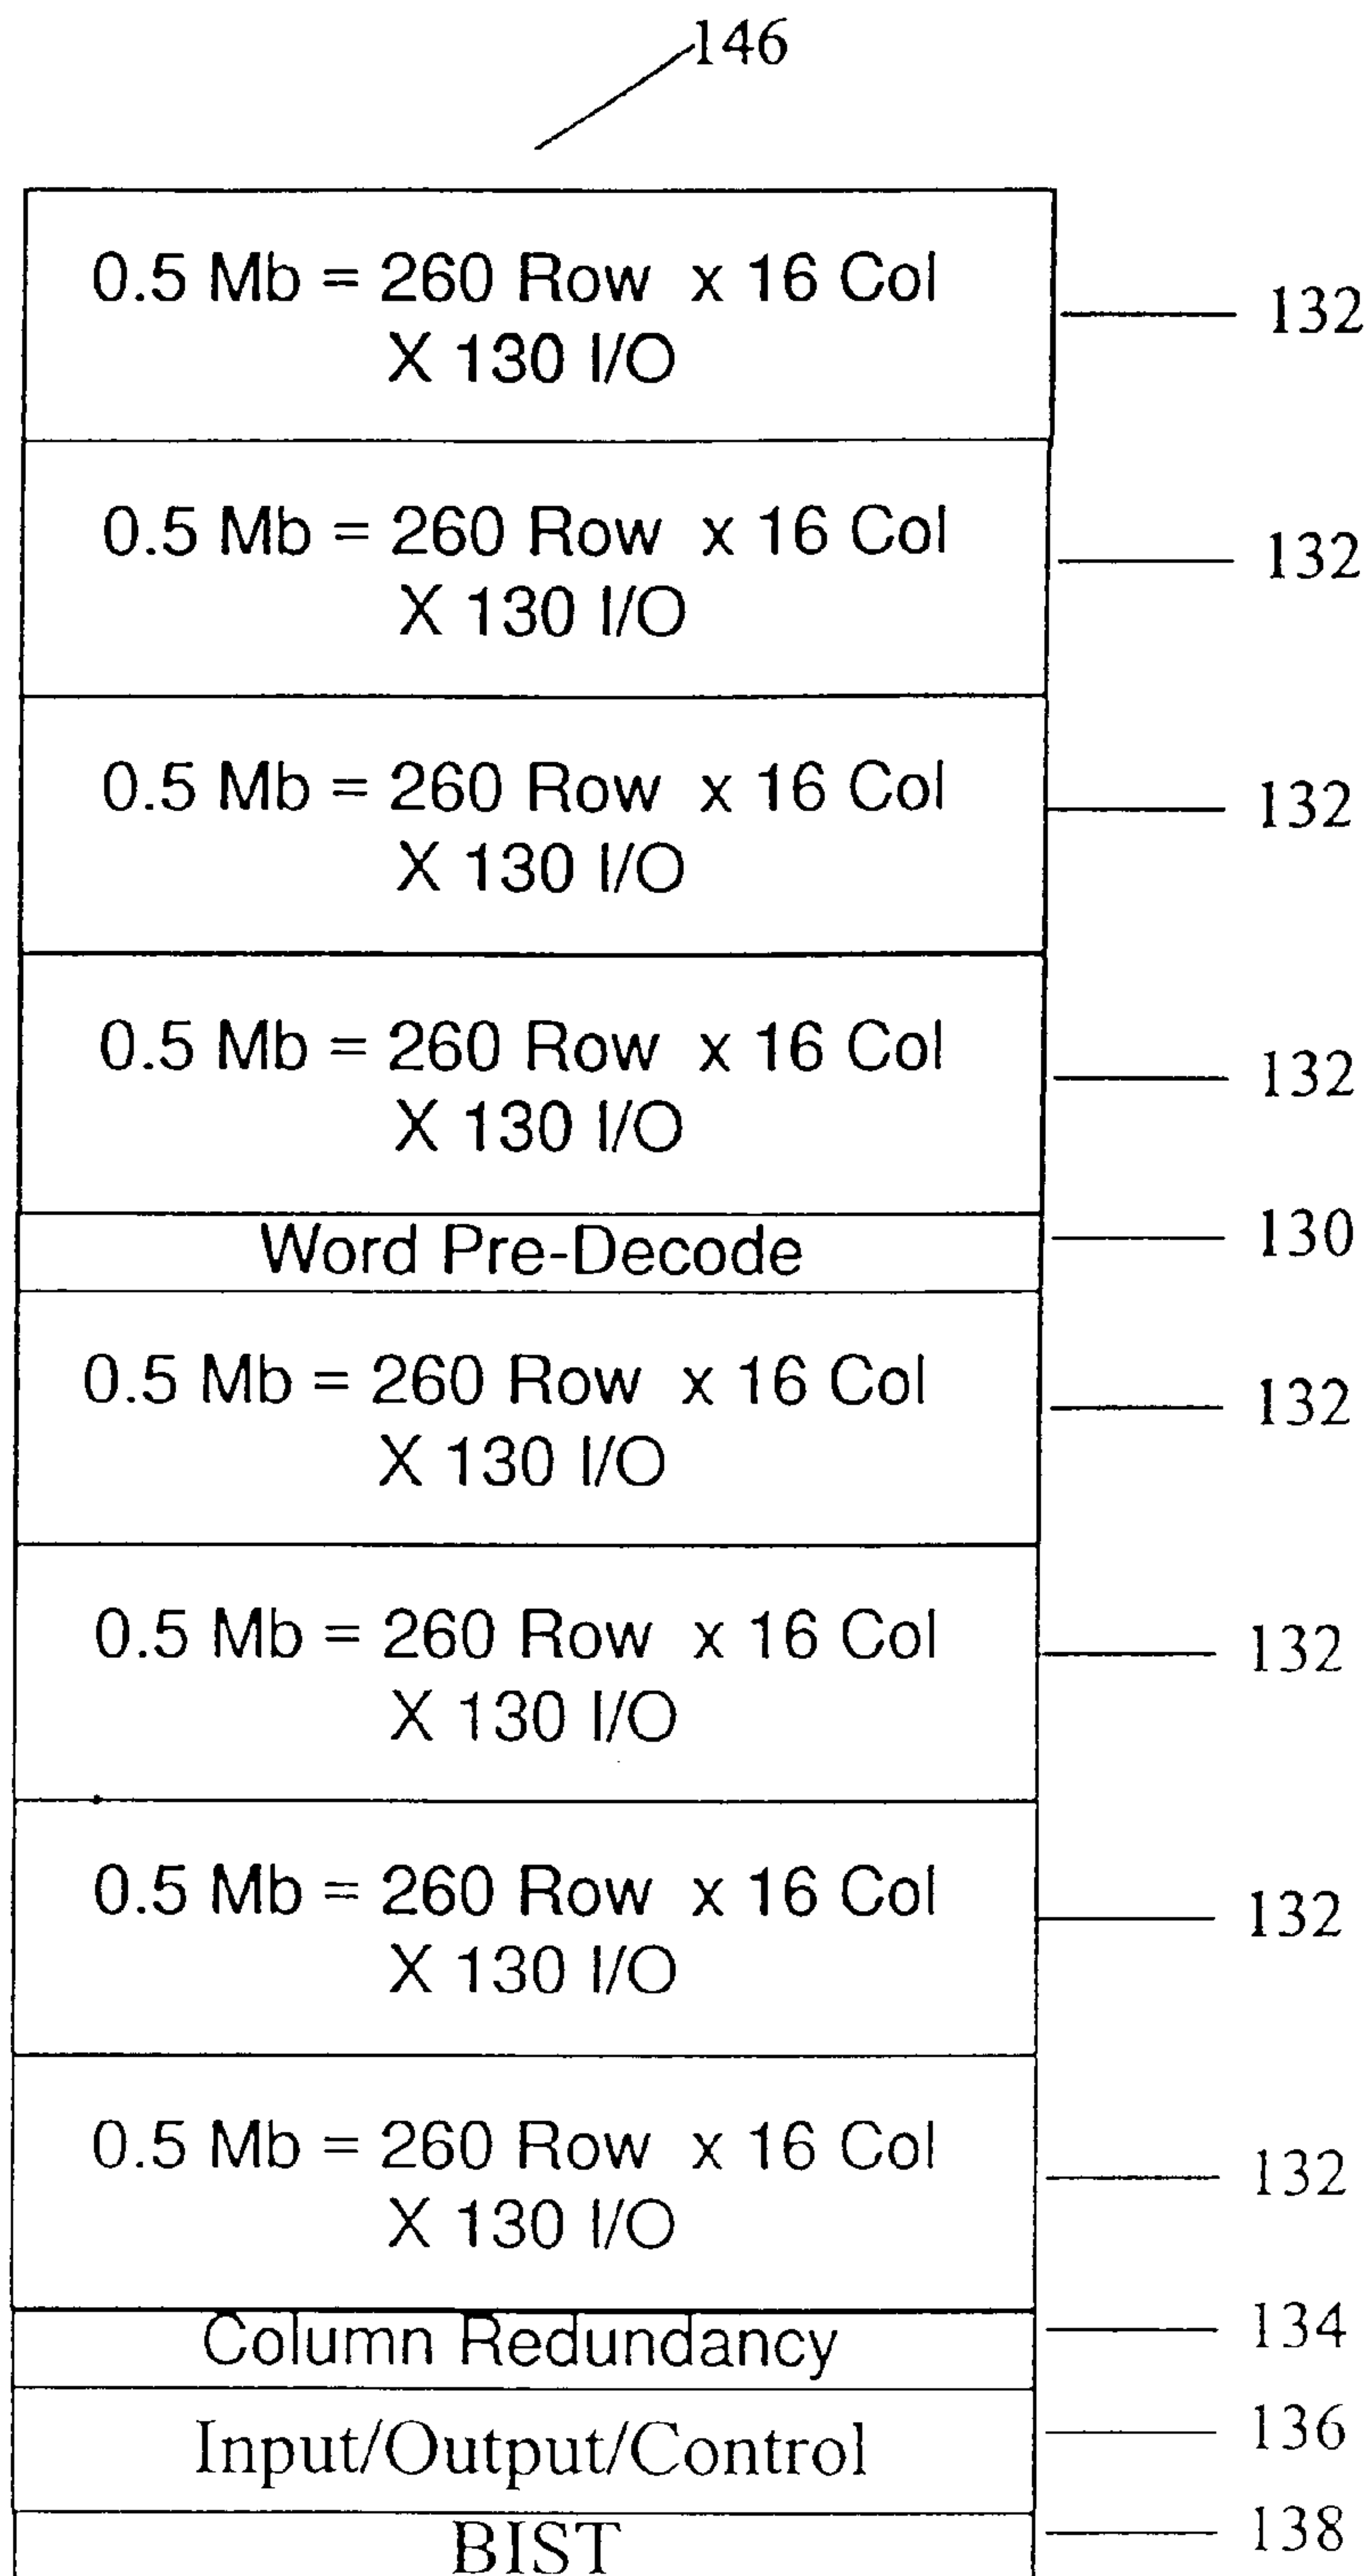 146
0.5 Mb = 260 Row x 16 Col
X 130 I/O
132
0.5 Mb = 260 Row x 16 Col
X 130 I/O
132
0.5 Mb = 260 Row x 16 Col
X 130 I/O
132
0.5 Mb = 260 Row x 16 Col
X 130 I/O
132
Word Pre-Decode
130
0.5 Mb = 260 Row x 16 Col
X 130 I/O
132
0.5 Mb = 260 Row x 16 Col
X 130 I/O
132
0.5 Mb = 260 Row x 16 Col
X 130 I/O
132
0.5 Mb = 260 Row x 16 Col
X 130 I/O
132
Column Redundancy
134
Input/Output/Control
136
BIST
138